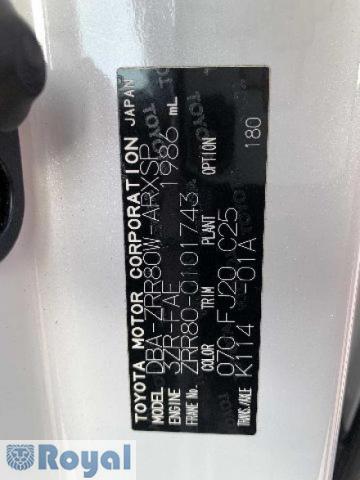 TOYOTA MOTOR CORPORATION JAPAN
MODEL DBA-ZRR80W-ARXSP
ENGINE 3ZR-FAE 1986 mL
FRAME No. ZRR80-0101743
COLOR TRIM PLANT OPTION
070 FJ20 C25 180
TRANS./AXLE K114 -01A
Royal